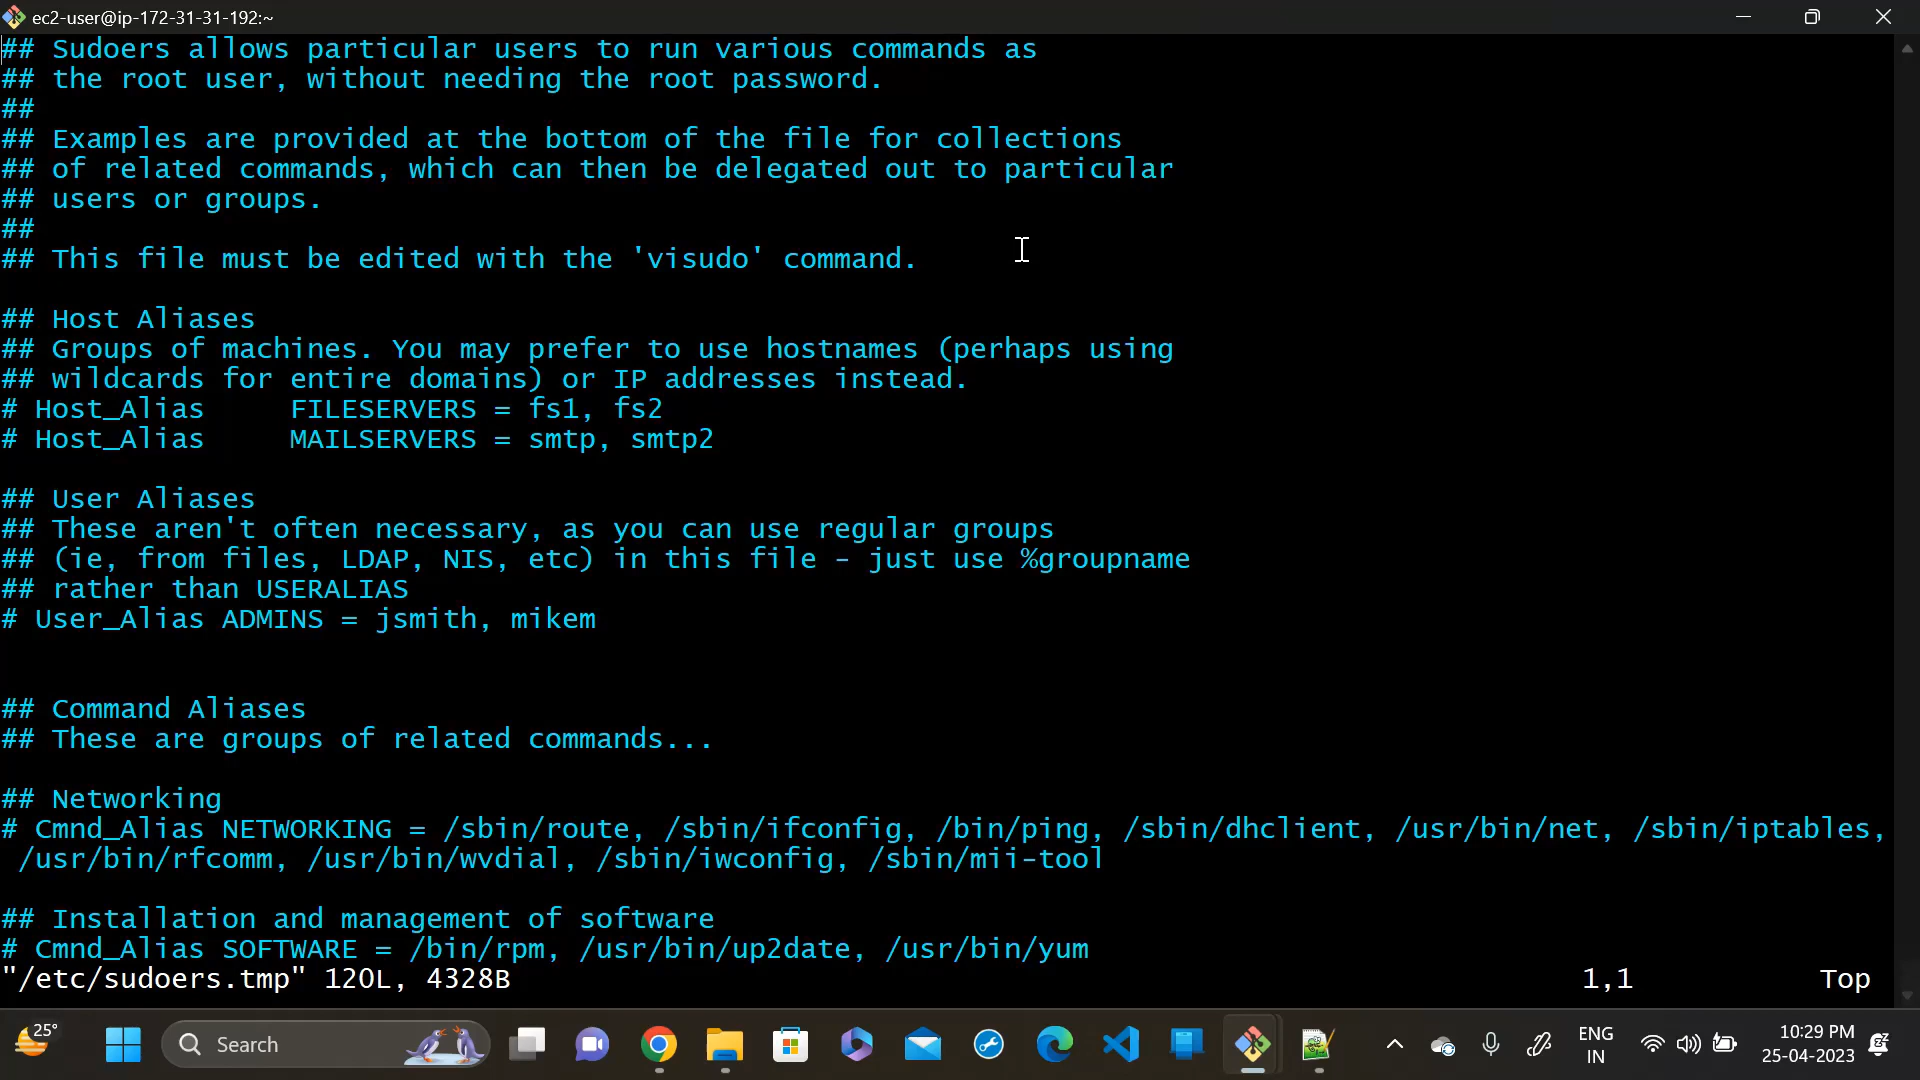 ec2-user@ip-172-31-31-192:~
## Sudoers allows particular users to run various commands as
## the root user, without needing the root password.
##
## Examples are provided at the bottom of the file for collections
## of related commands, which can then be delegated out to particular
## users or groups.
##
## This file must be edited with the 'visudo' command.
## Host Aliases
## Groups of machines. You may prefer to use hostnames (perhaps using
## wildcards for entire domains) or IP addresses instead.
# Host_Alias     FILESERVERS = fs1, fs2
# Host_Alias     MAILSERVERS = smtp, smtp2
## User Aliases
## These aren't often necessary, as you can use regular groups
## (ie, from files, LDAP, NIS, etc) in this file - just use %groupname
## rather than USERALIAS
# User_Alias ADMINS = jsmith, mikem
## Command Aliases
## These are groups of related commands...
## Networking
# Cmnd_Alias NETWORKING = /sbin/route, /sbin/ifconfig, /bin/ping, /sbin/dhclient, /usr/bin/net, /sbin/iptables,
/usr/bin/rfcomm, /usr/bin/wvdial, /sbin/iwconfig, /sbin/mii-tool
## Installation and management of software
# Cmnd_Alias SOFTWARE = /bin/rpm, /usr/bin/up2date, /usr/bin/yum
"/etc/sudoers.tmp" 120L, 4328B 1,1 Top
25°
Search
ENG
IN
10:29 PM
25-04-2023